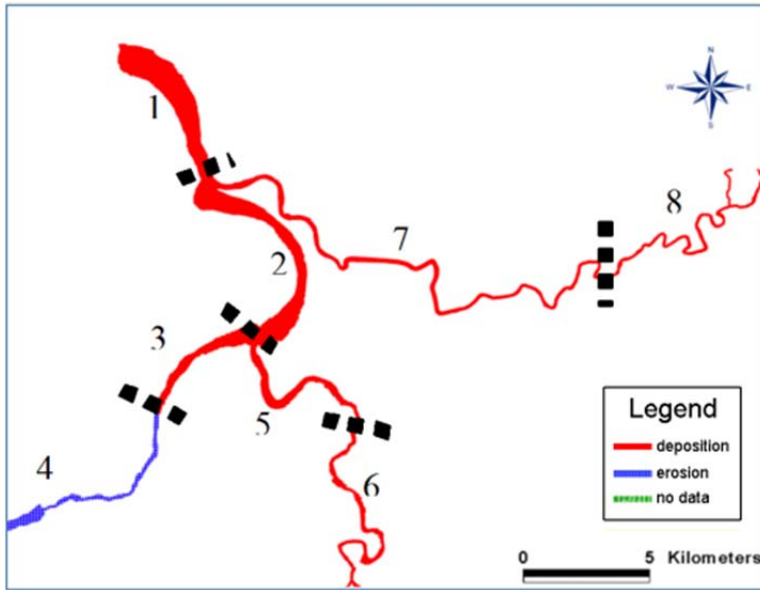 N
W E
S
1
8
7
2
3
5
4
6
Legend
deposition
erosion
no data
0 5 Kilometers